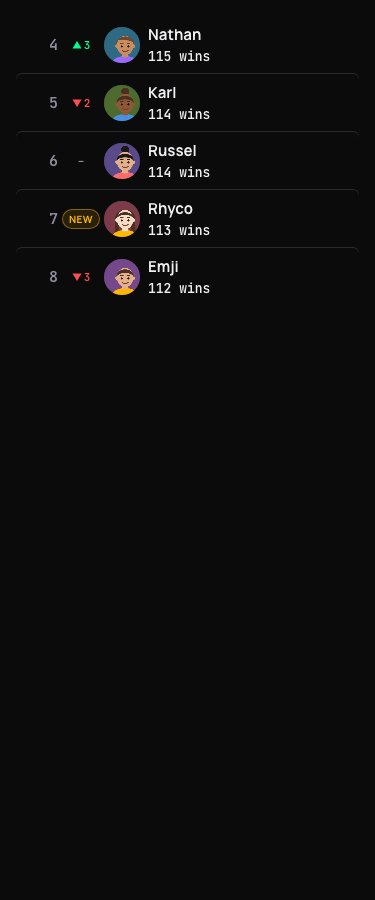 4 ▲3 Nathan
115 wins
5 ▼2 Karl
114 wins
6 – Russel
114 wins
7 NEW Rhyco
113 wins
8 ▼3 Emji
112 wins